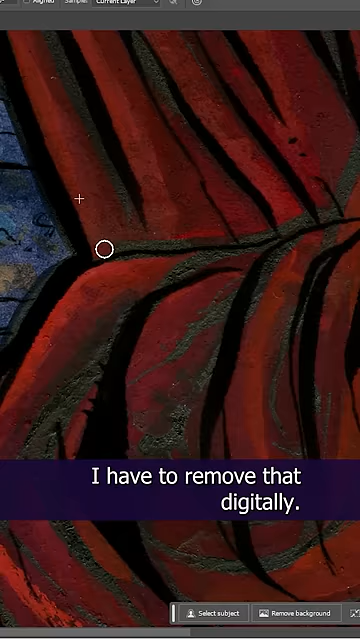 Aligned
Sample:
Current Layer
I have to remove that
digitally.
Select subject
Remove background